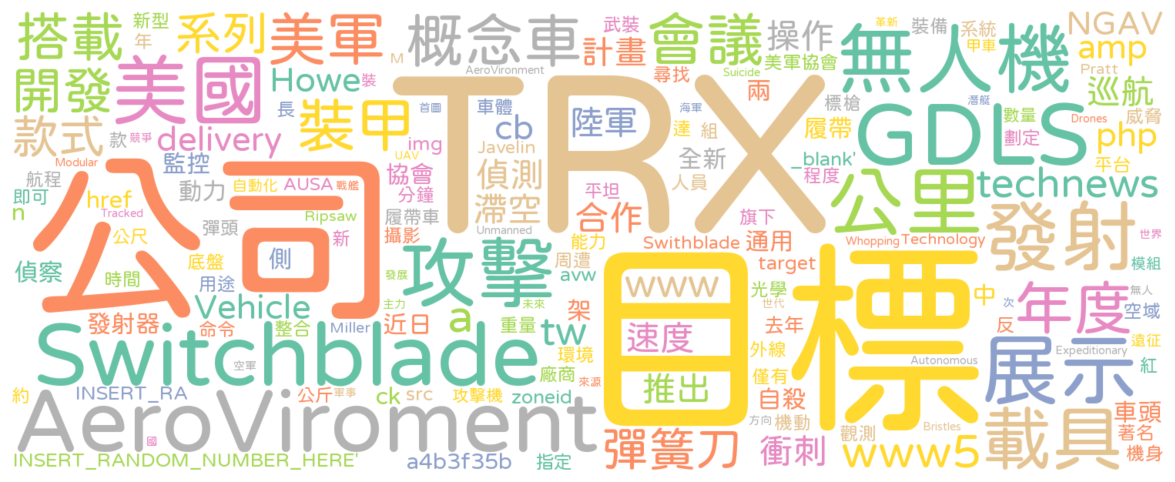 搭載
新型
年
系列
美軍
概念車
武裝
計畫
會議
革新
操作
裝備
系統
甲車
NGAV
amp
開發
美國
Howe
裝
M
AeroVironment
尋找
Suicide
美軍協會
兩
標槍
無人機
Pratt
潛艇
巡航
款式
款
競爭
delivery
裝甲
首圖
長
車體
cb
Javelin
海軍
陸軍
達
組
履帶
數量
劃定
Drones
威脅
php
平台
GDLS
TRX
Modular
監控
img
UAV
協會
分鐘
偵測
全新
_blank'
程度
航程
即可
n
動力
自動化
AUSA
戰艦
平坦
人員
公里
technews
href
Tracked
彈頭
Ripsaw
新
履帶車
攝影
滯空
Unmanned
合作
旗下
發射
公司
公尺
底盤
側
攻擊
能力
周遭
Swithblade
通用
Whopping
Technology
世界
偵察
時間
用途
發展
avw
目標
www
target
光學
世代
模組
Vehicle
發射器
命令
整合
Miller
主力
近日
a
未來
重量
架
tw
速度
去年
外線
中
次
反
年度
無人
空域
Switchblade
空軍
環境
廠商
來源
推出
僅有
Autonomous
展示
Expeditionary
遠征
紅
約
INSERT_RA
公斤
軍事
ck
src
攻擊機
zoneid
自殺
方向
機動
觀測
Bristles
載具
車頭
著名
機身
AeroViroment
國
INSERT_RANDOM_NUMBER_HERE'
a4b3f35b
指定
彈簧刀
衝刺
www5